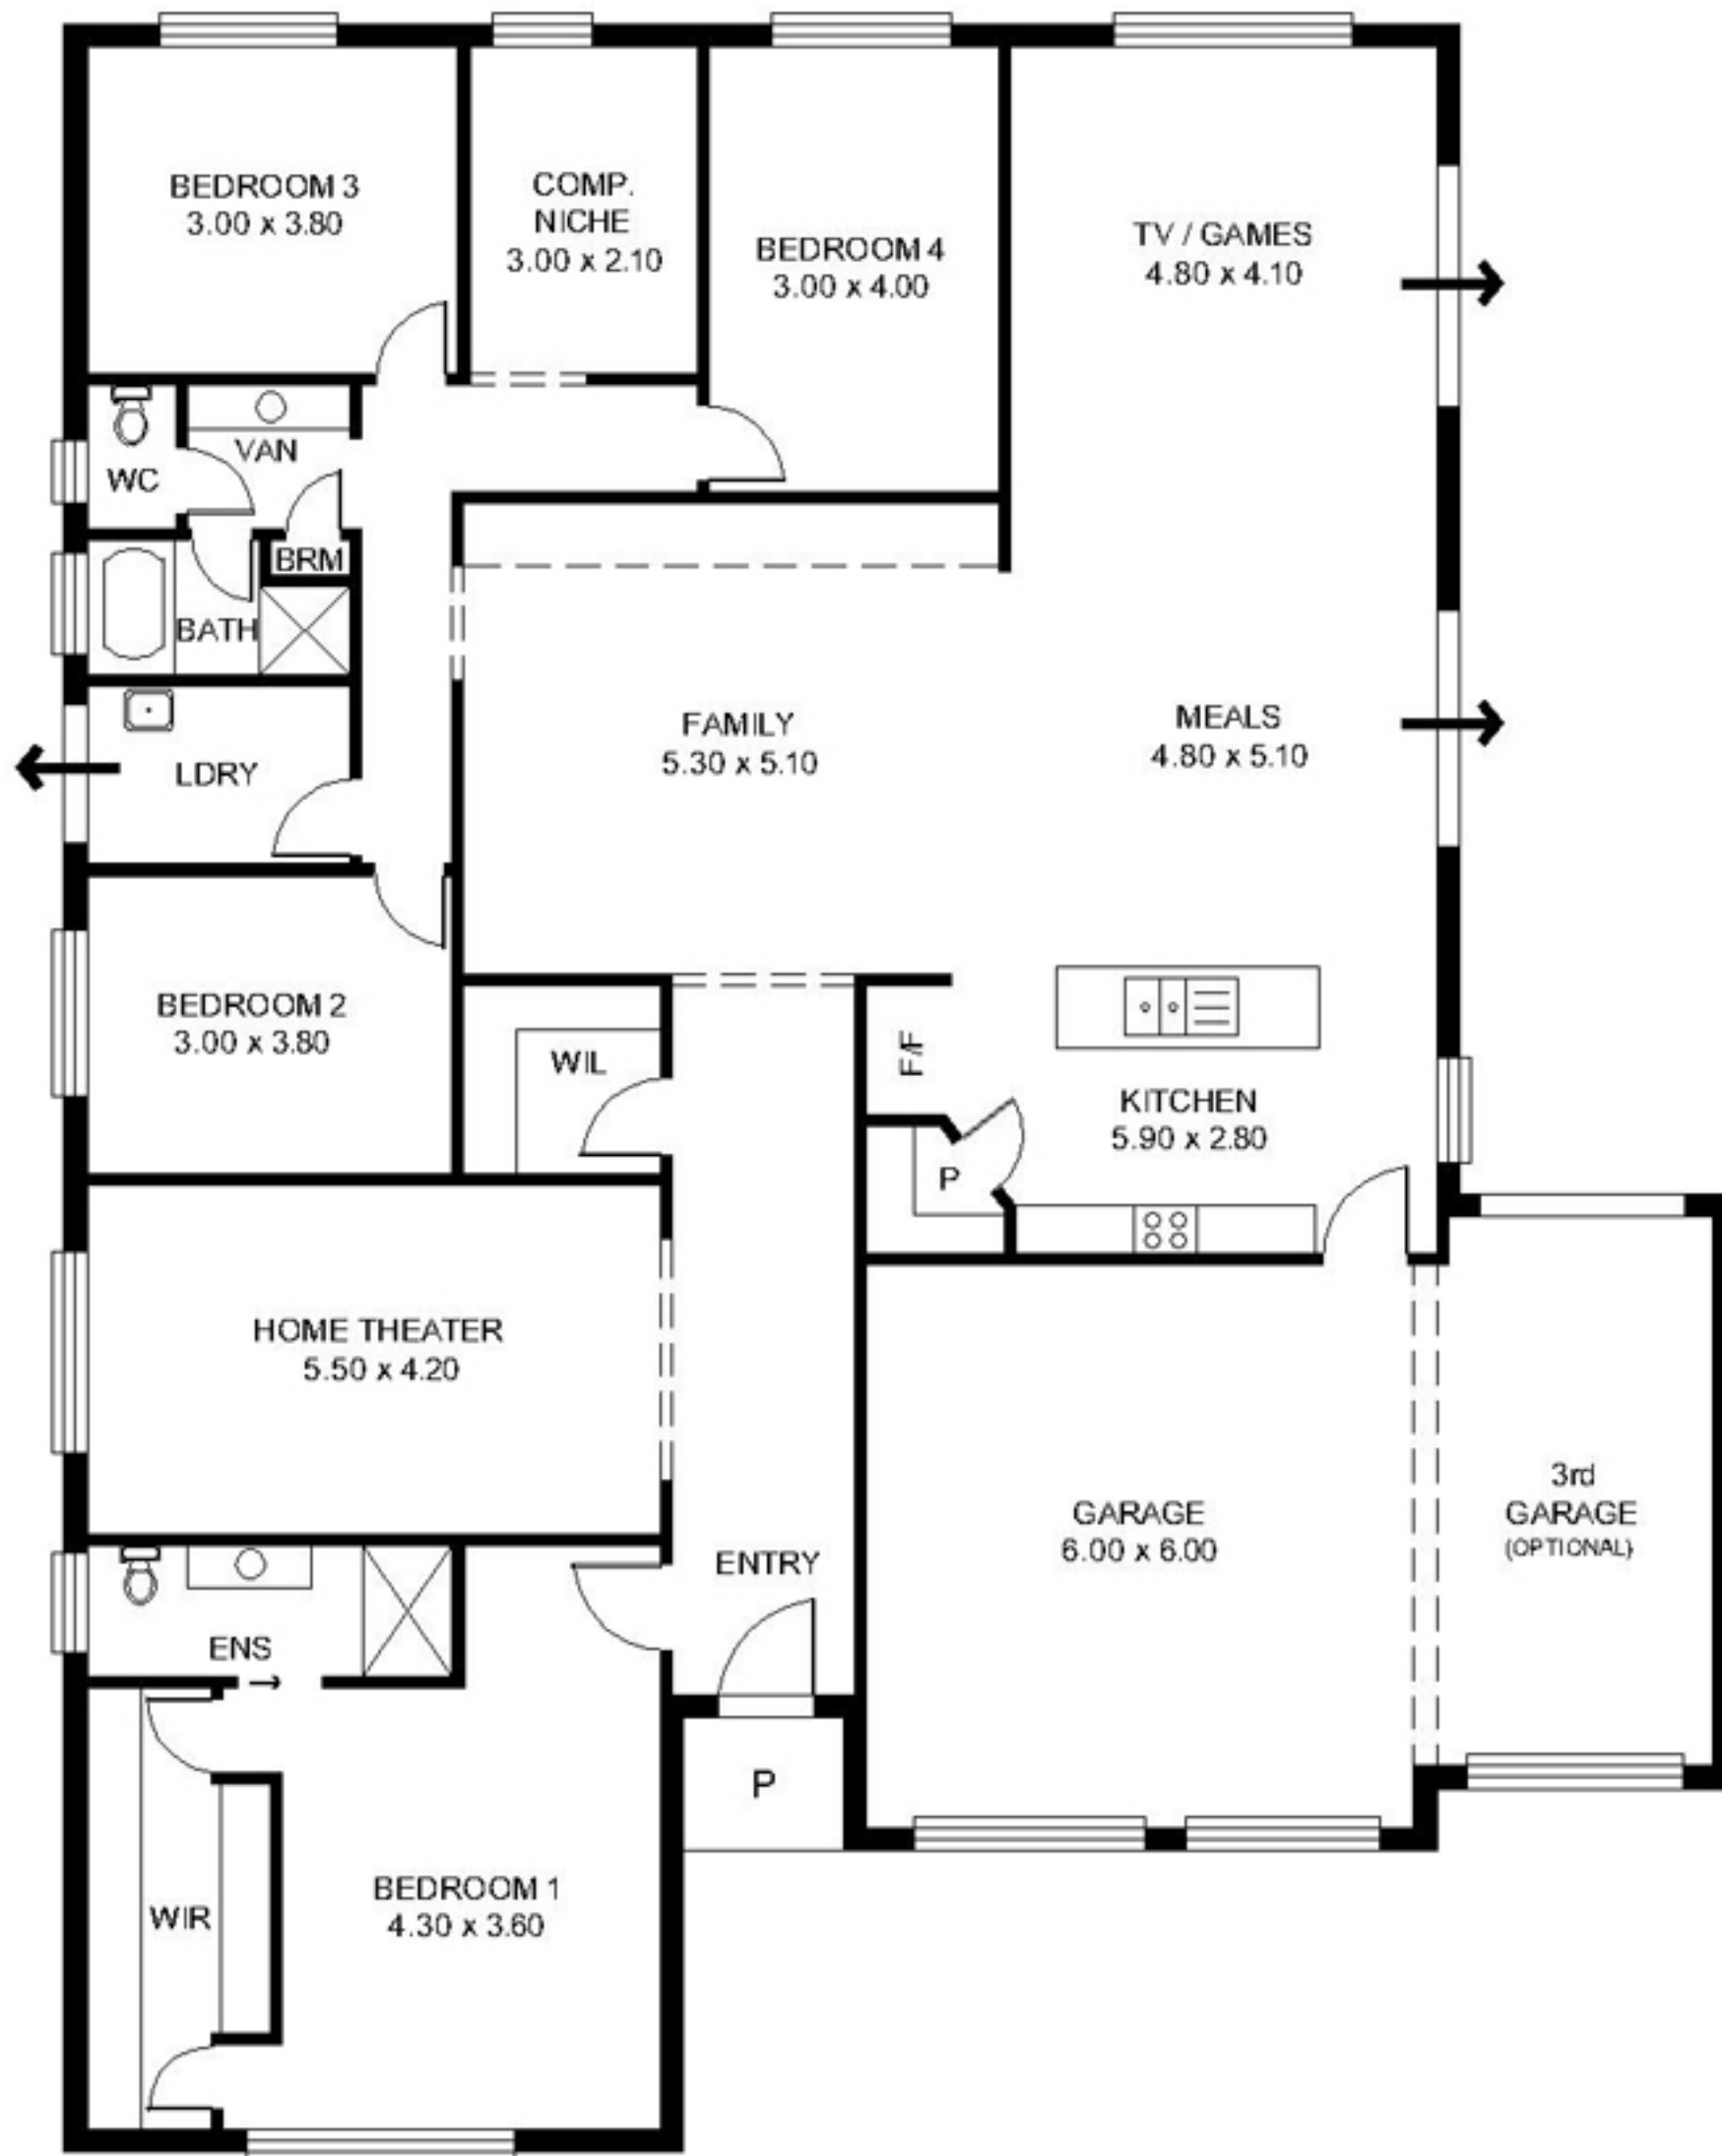 BEDROOM 3
3.00 x 3.80
COMP.
NICHE
3.00 x 2.10
BEDROOM 4
3.00 x 4.00
TV / GAMES
4.80 x 4.10
WC
VAN
BRM
BATH
LDRY
FAMILY
5.30 x 5.10
MEALS
4.80 x 5.10
BEDROOM 2
3.00 x 3.80
WIL
F/F
KITCHEN
5.90 x 2.80
P
HOME THEATER
5.50 x 4.20
ENTRY
GARAGE
6.00 x 6.00
3rd
GARAGE
(OPTIONAL)
ENS
P
WIR
BEDROOM 1
4.30 x 3.60